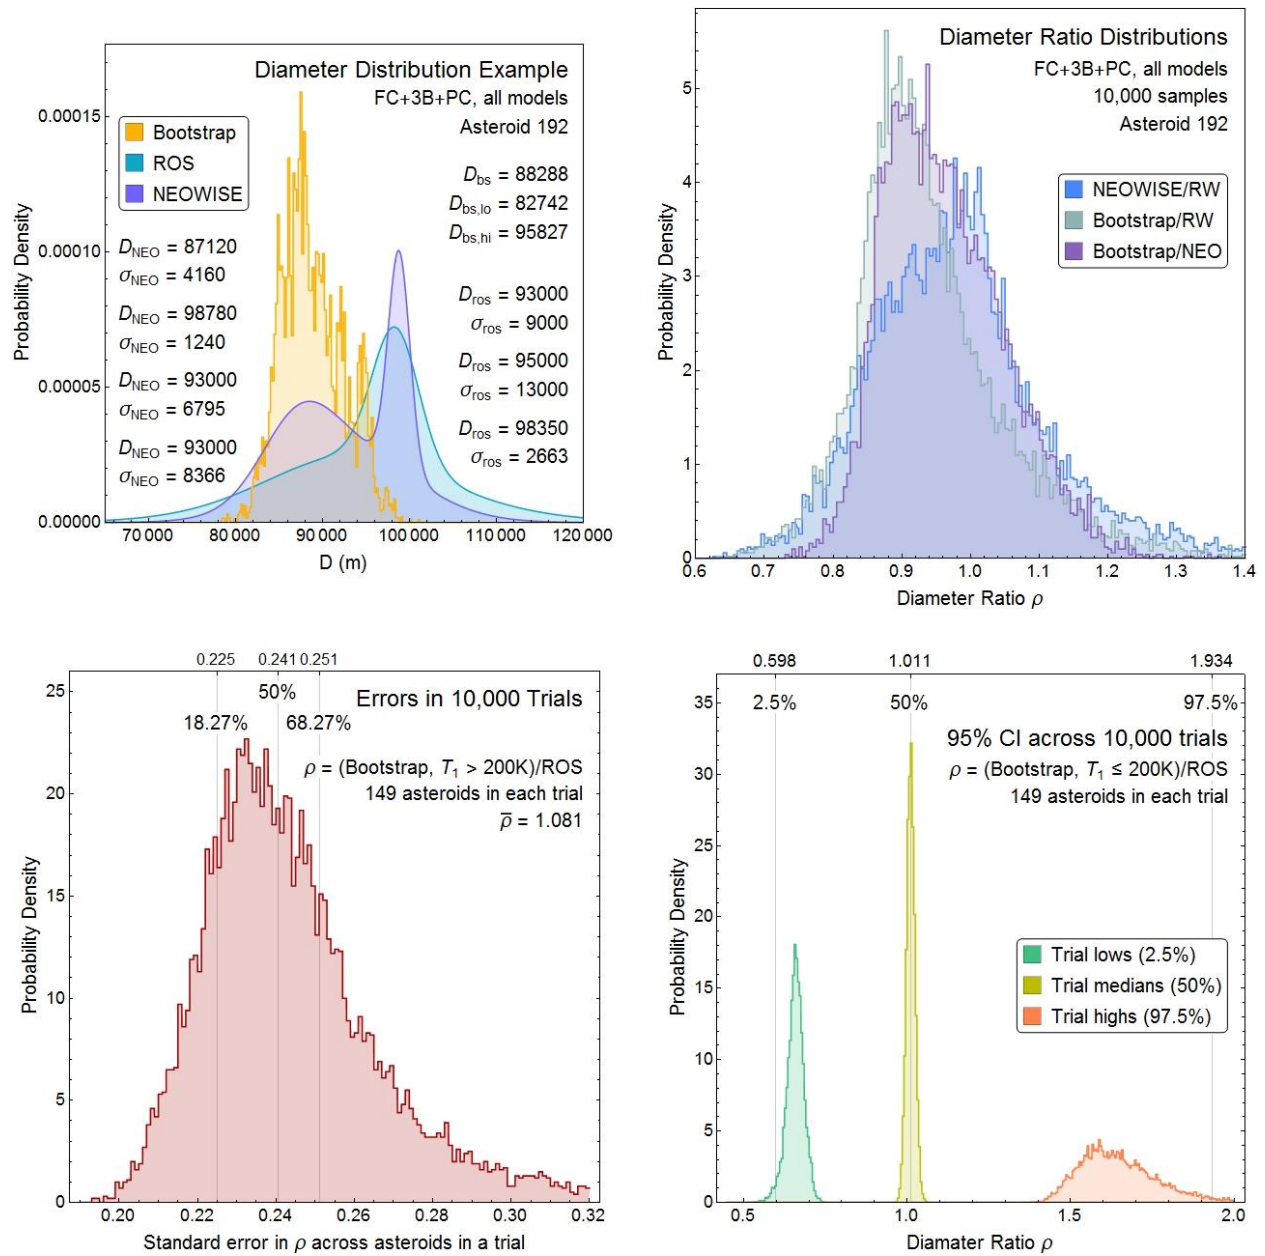 Diameter Distribution Example
FC+3B+PC, all models
Asteroid 192
Bootstrap
ROS
NEOWISE
D_bs = 88288
D_bs,lo = 82742
D_bs,hi = 95827
D_NEO = 87120
σ_NEO = 4160
D_NEO = 98780
σ_NEO = 1240
D_NEO = 93000
σ_NEO = 6795
D_NEO = 93000
σ_NEO = 8366
D_ros = 93000
σ_ros = 9000
D_ros = 95000
σ_ros = 13000
D_ros = 98350
σ_ros = 2663
Probability Density
0.00015
0.00010
0.00005
0.00000
70 000 80 000 90 000 100 000 110 000 120 000
D (m)
Diameter Ratio Distributions
FC+3B+PC, all models
10,000 samples
Asteroid 192
NEOWISE/RW
Bootstrap/RW
Bootstrap/NEO
Probability Density
5
4
3
2
1
0
0.6 0.7 0.8 0.9 1.0 1.1 1.2 1.3 1.4
Diameter Ratio ρ
0.225 0.241 0.251
50%
18.27% 68.27%
Errors in 10,000 Trials
ρ = (Bootstrap, T₁ > 200K)/ROS
149 asteroids in each trial
ρ̅ = 1.081
Probability Density
25
20
15
10
5
0
0.20 0.22 0.24 0.26 0.28 0.30 0.32
Standard error in ρ across asteroids in a trial
0.598 1.011 1.934
2.5% 50% 97.5%
95% CI across 10,000 trials
ρ = (Bootstrap, T₁ ≤ 200K)/ROS
149 asteroids in each trial
Trial lows (2.5%)
Trial medians (50%)
Trial highs (97.5%)
Probability Density
35
30
25
20
15
10
5
0
0.5 1.0 1.5 2.0
Diamater Ratio ρ